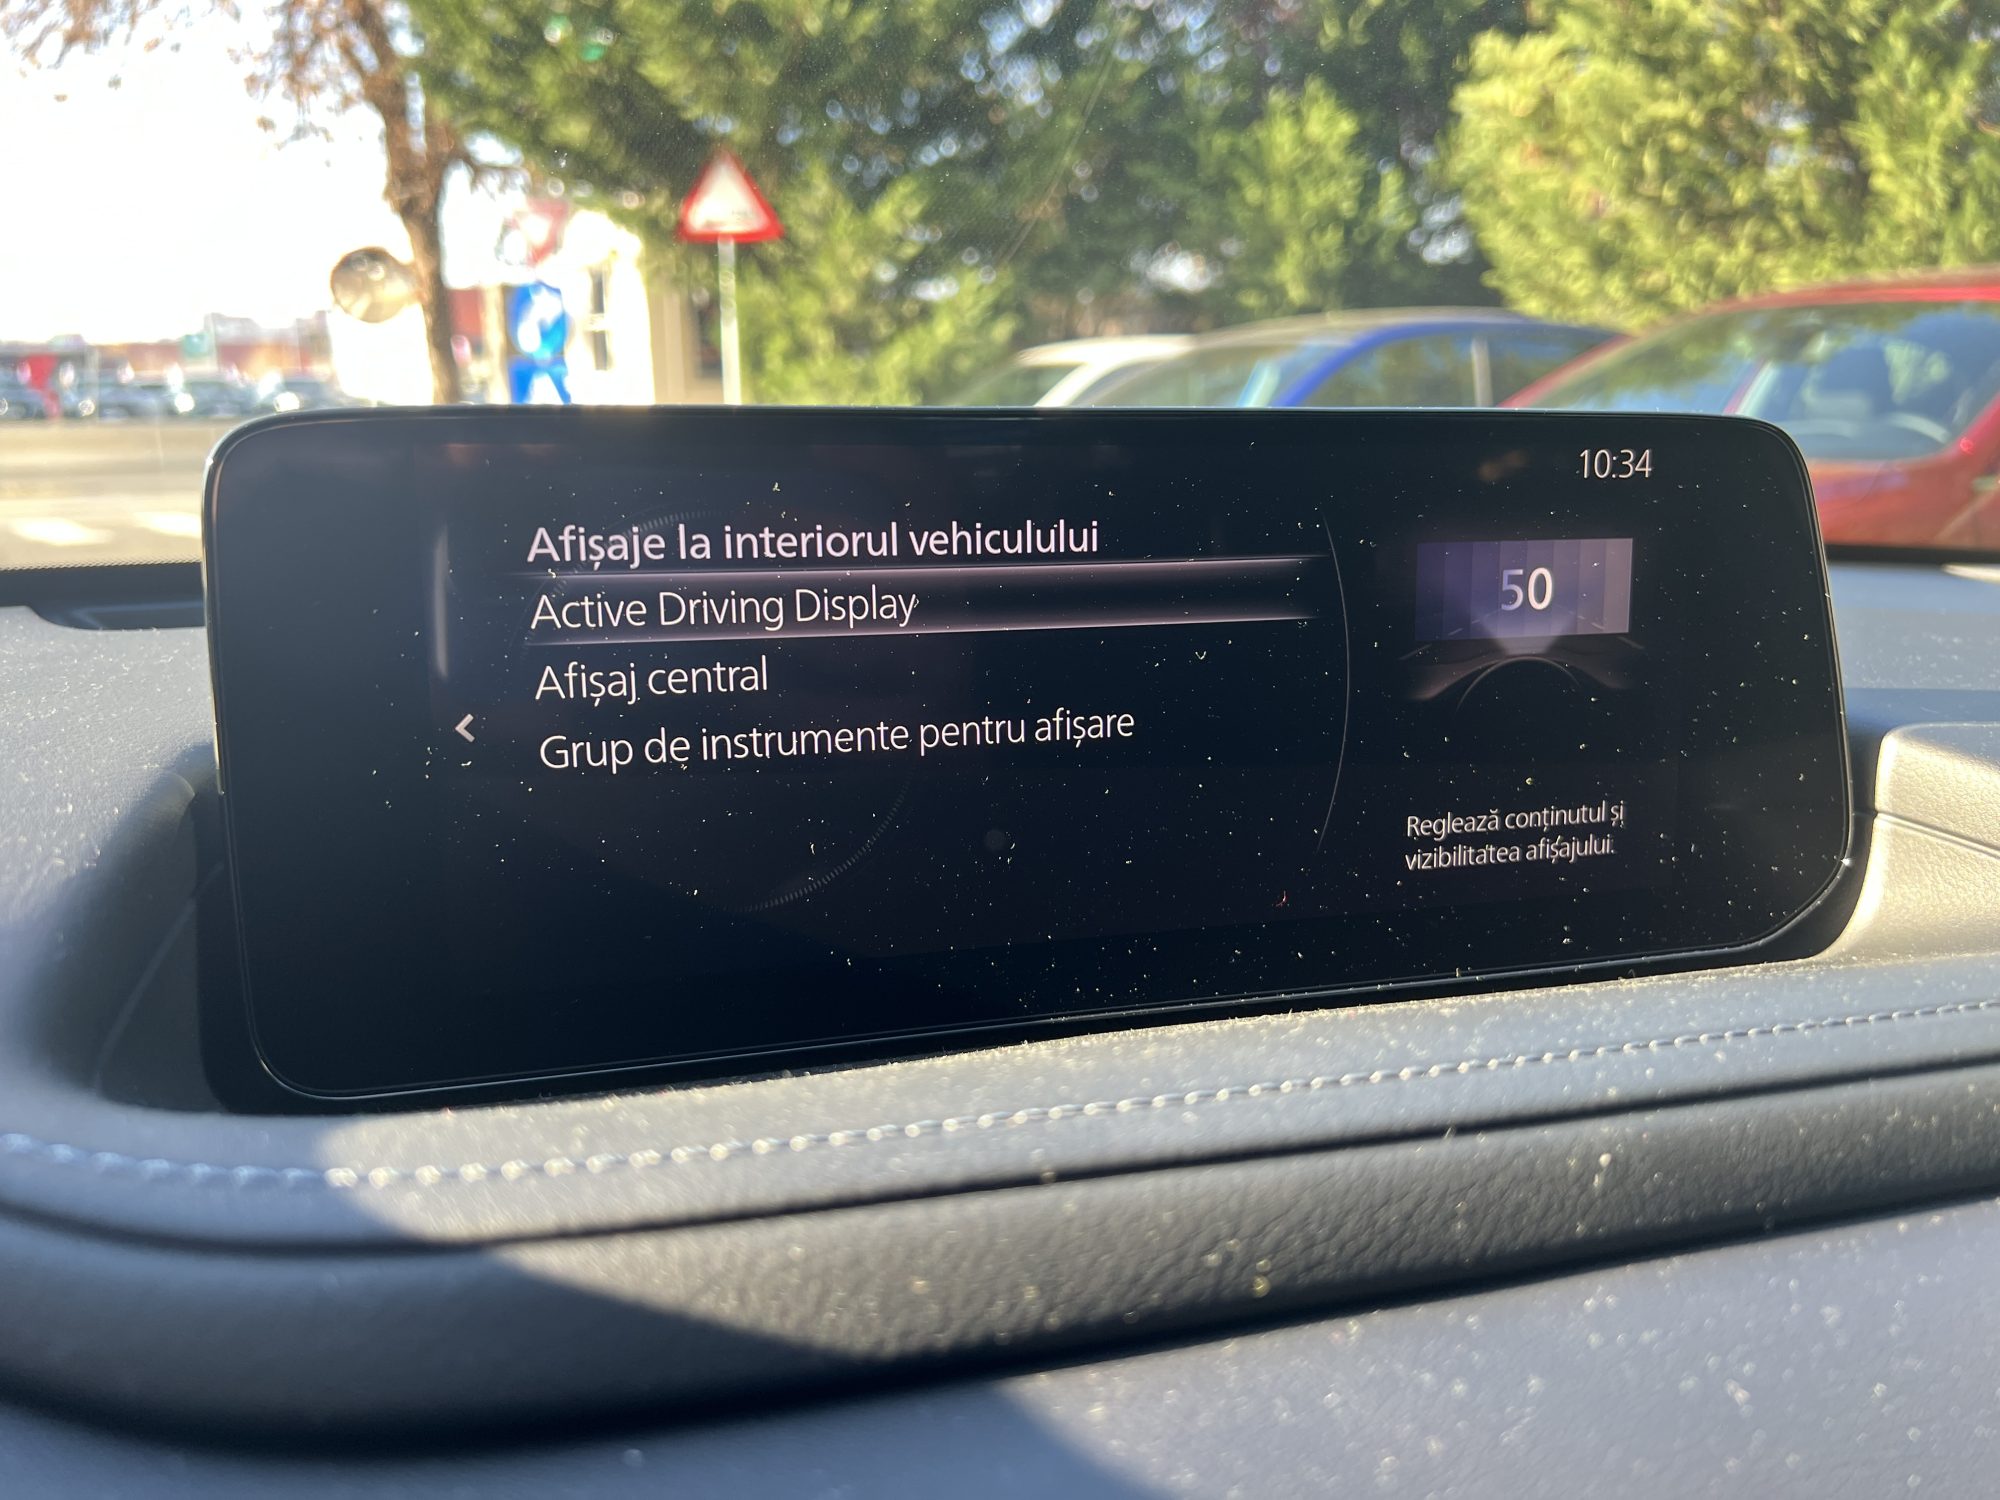 10:34
Afișaje la interiorul vehiculului
Active Driving Display
Afișaj central
Grup de instrumente pentru afișare
50
Reglează conținutul și
vizibilitatea afișajului.